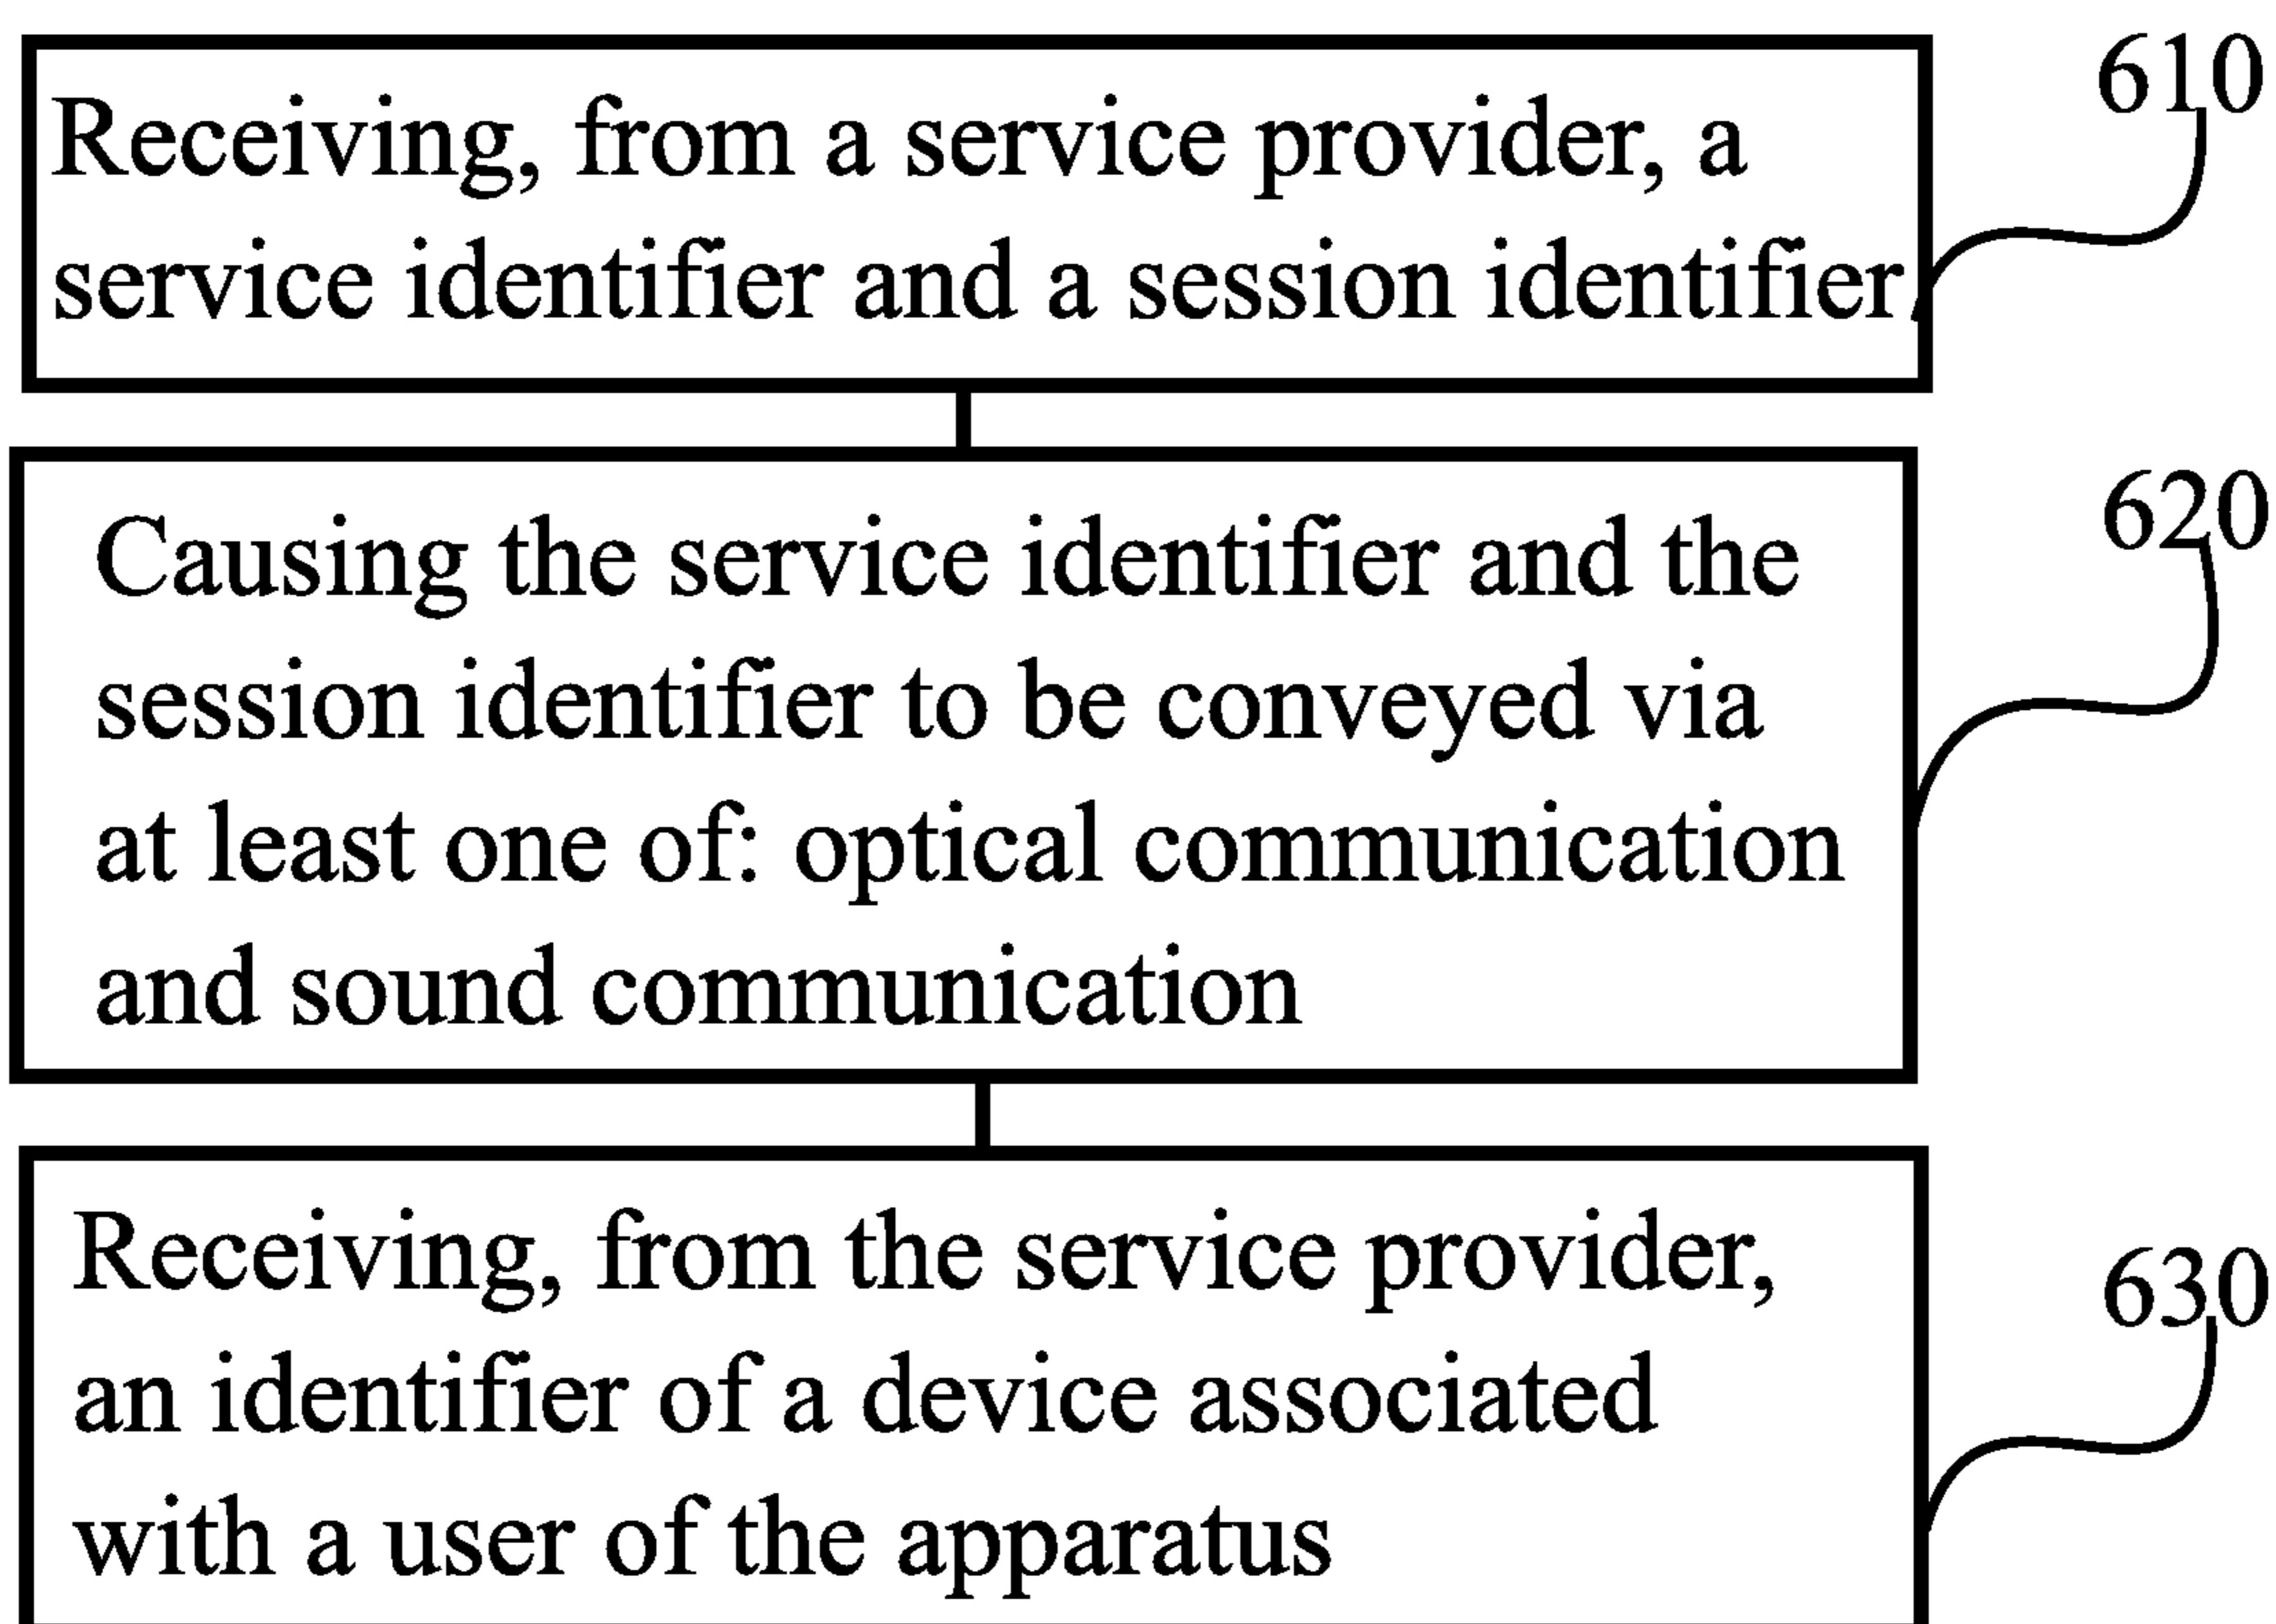 Receiving, from a service provider, a
service identifier and a session identifier
610
Causing the service identifier and the
session identifier to be conveyed via
at least one of: optical communication
and sound communication
620
Receiving, from the service provider,
an identifier of a device associated
with a user of the apparatus
630